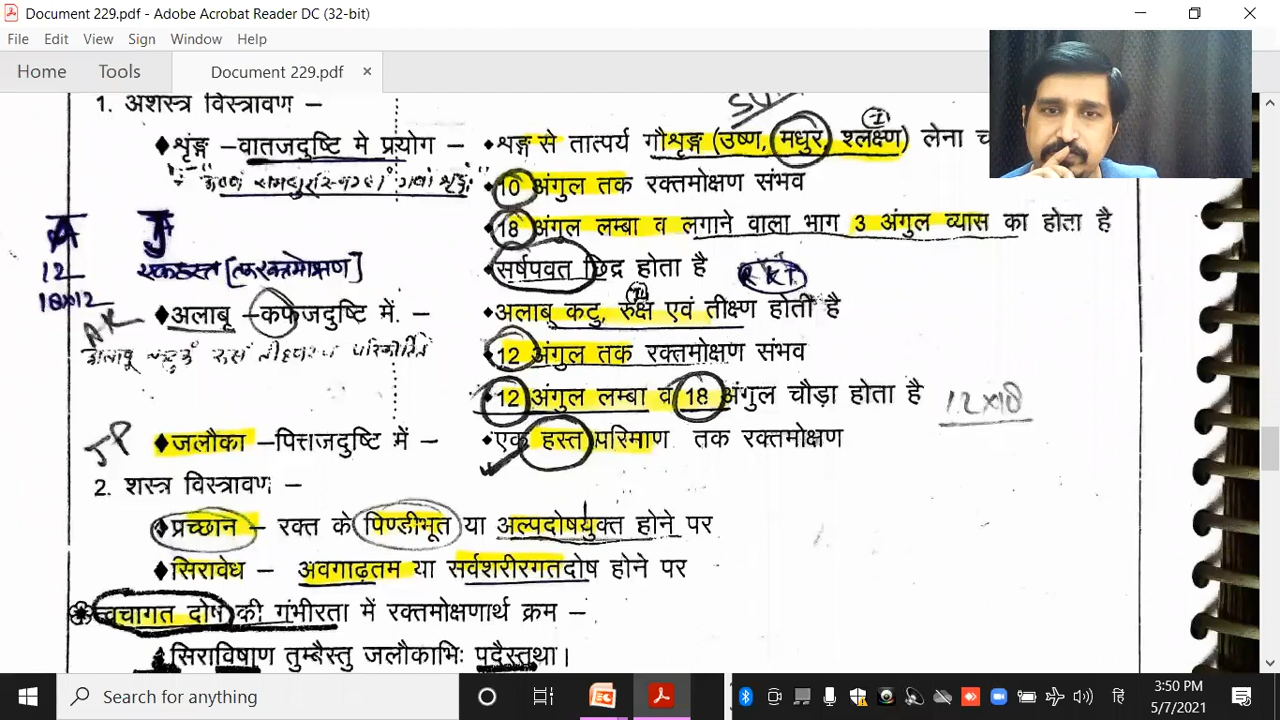 Document 229.pdf - Adobe Acrobat Reader DC (32-bit)
File Edit View Sign Window Help
Home Tools Document 229.pdf ×
1. अशस्त्र विस्त्रावण –
♦शृंङ्ग –वातजदुष्टि मे प्रयोग – •शृङ्ग से तात्पर्य गौशृङ्ग (उष्ण, मधुर, श्लक्ष्ण) लेना
•10 अंगुल तक रक्तमोक्षण संभव
•18 अंगुल लम्बा व लगाने वाला भाग 3 अंगुल व्यास का होता है
12 एकहस्त •सर्षपवत छिद्र होता है
18x12
♦अलाबू –कफजदुष्टि में. – अलाबू कटु, रुक्ष एवं तीक्ष्ण होती है
•12 अंगुल तक रक्तमोक्षण संभव
•12 अंगुल लम्बा व 18 अंगुल चौड़ा होता है 12x18
JP ♦जलौका –पित्तजदुष्टि में – •एक हस्त परिमाण तक रक्तमोक्षण
2. शस्त्र विस्त्रावण –
♦प्रच्छान – रक्त के पिण्डीभूत या अल्पदोषयुक्त होने पर
♦सिरावेध – अवगाढ़तम या सर्वशरीरगतदोष होने पर
त्वचागत दोष की गंभीरता में रक्तमोक्षणार्थ क्रम –
सिराविषाण तुम्बैस्तु जलौकाभिः पदैस्तथा।
Search for anything
हि
3:50 PM
5/7/2021